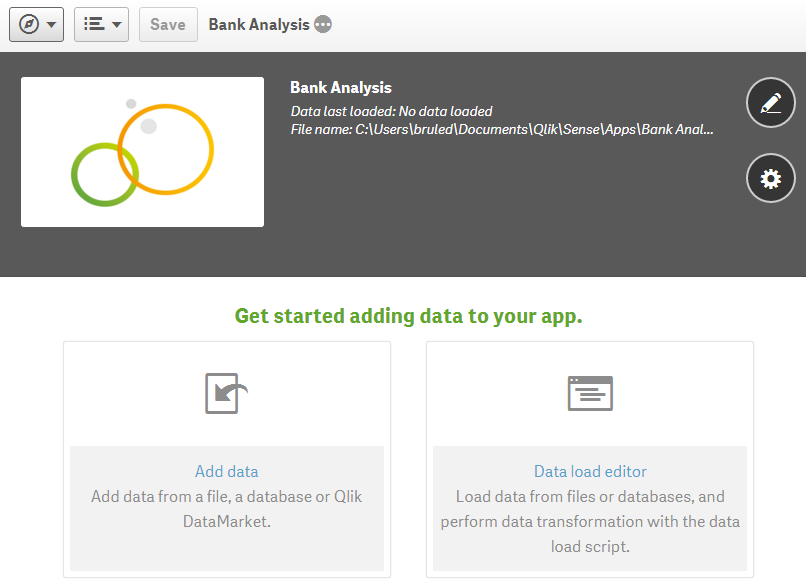 Save
Bank Analysis
Bank Analysis
Data last loaded: No data loaded
File name: C:\Users\bruled\Documents\Qlik\Sense\Apps\Bank Anal...
Get started adding data to your app.
Add data
Add data from a file, a database or Qlik
DataMarket.
Data load editor
Load data from files or databases, and
perform data transformation with the data
load script.